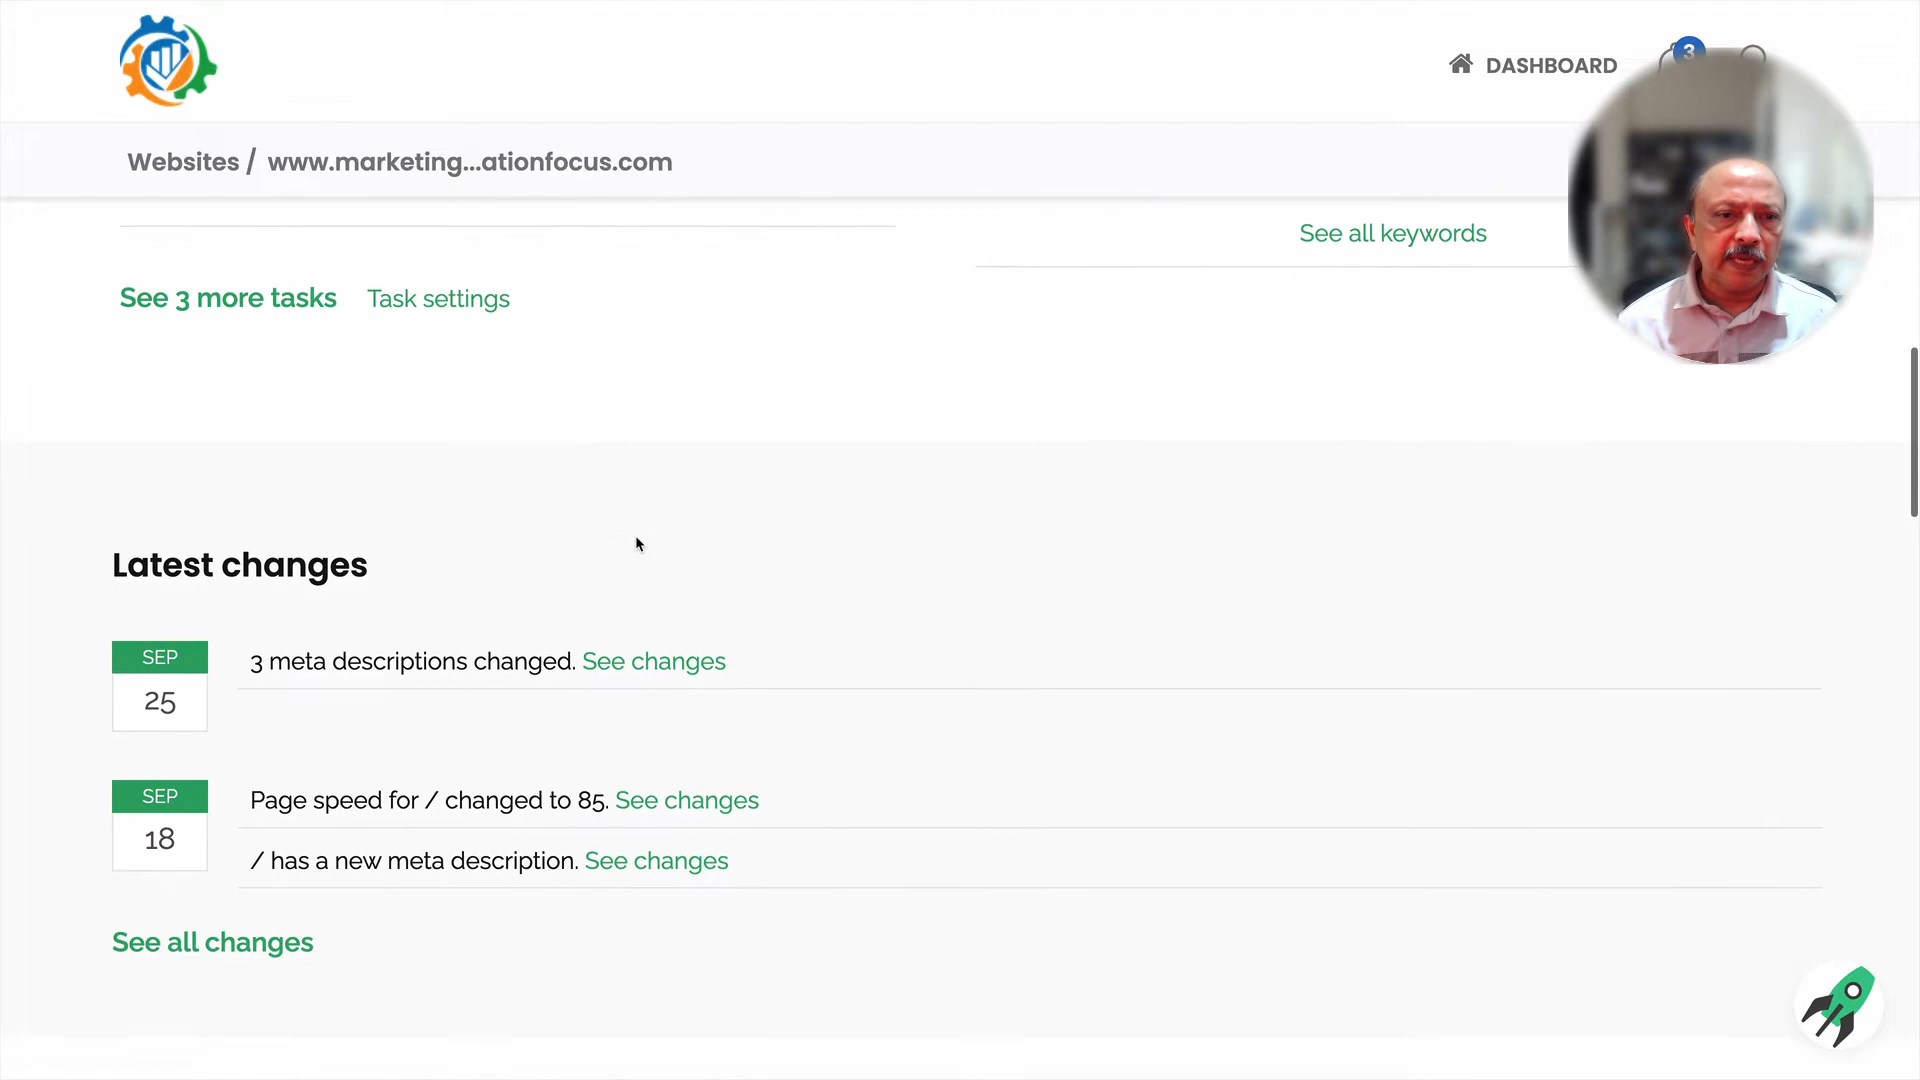 DASHBOARD
3
Websites / www.marketing...ationfocus.com
See all keywords
See 3 more tasks Task settings
Latest changes
SEP
25
3 meta descriptions changed. See changes
SEP
18
Page speed for / changed to 85. See changes
/ has a new meta description. See changes
See all changes